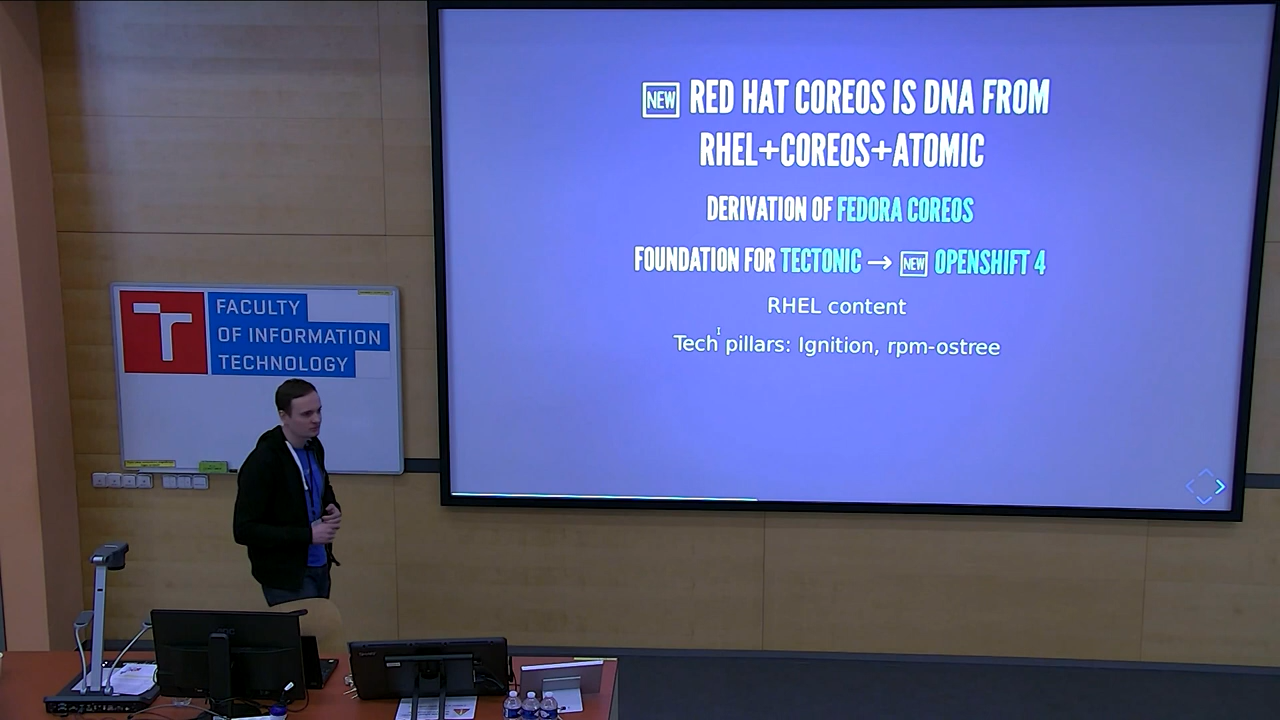 NEW RED HAT COREOS IS DNA FROM
RHEL+COREOS+ATOMIC
DERIVATION OF FEDORA COREOS
FOUNDATION FOR TECTONIC → NEW OPENSHIFT 4
RHEL content
Tech pillars: Ignition, rpm-ostree
FACULTY
OF INFORMATION
TECHNOLOGY